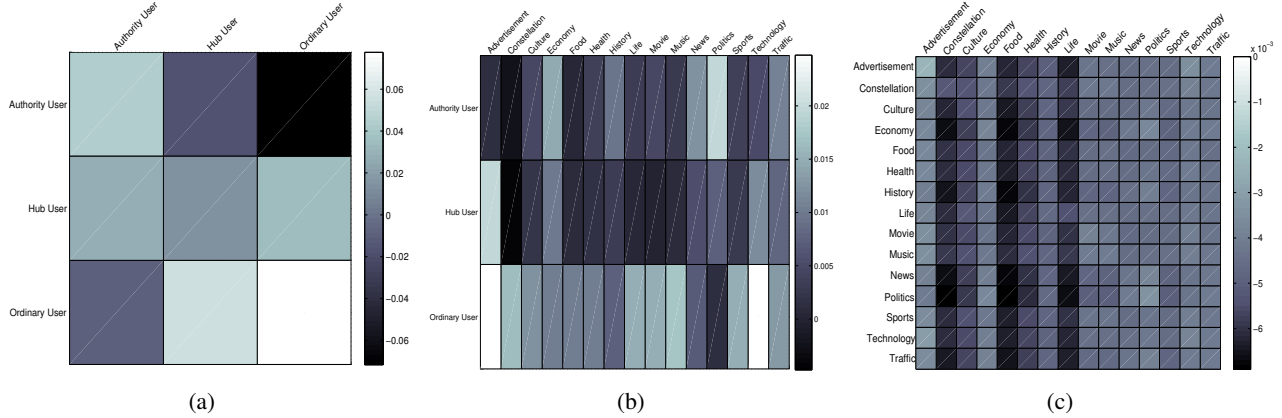 Authority User
Hub User
Ordinary User
Authority User
Hub User
Ordinary User
0.06
0.04
0.02
0
−0.02
−0.04
−0.06
(a)
Advertisement
Constellation
Culture
Economy
Food
Health
History
Life
Movie
Music
News
Politics
Sports
Technology
Traffic
Authority User
Hub User
Ordinary User
0.02
0.015
0.01
0.005
0
(b)
Advertisement
Constellation
Culture
Economy
Food
Health
History
Life
Movie
Music
News
Politics
Sports
Technology
Traffic
Advertisement
Constellation
Culture
Economy
Food
Health
History
Life
Movie
Music
News
Politics
Sports
Technology
Traffic
x 10⁻³
0
−1
−2
−3
−4
−5
−6
(c)